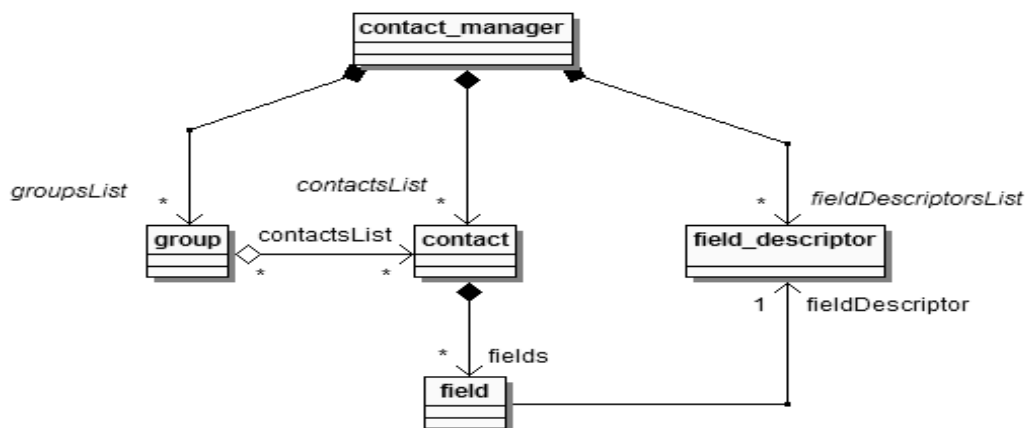 contact_manager
groupsList
contactsList
fieldDescriptorsList
*
*
*
group
contactsList
contact
field_descriptor
*
*
1
fieldDescriptor
*
fields
field